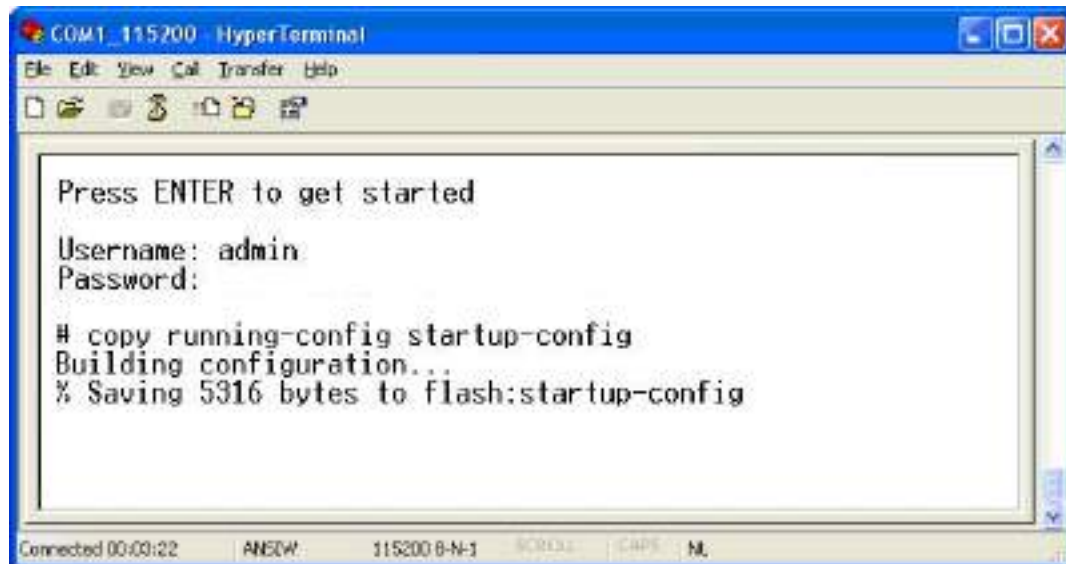 COM1_115200 - HyperTerminal
File Edit View Call Transfer Help
Press ENTER to get started
Username: admin
Password:
# copy running-config startup-config
Building configuration...
% Saving 5316 bytes to flash:startup-config
Connected 00:03:22 ANSIW 115200 8-N-1 SCROLL CAPS